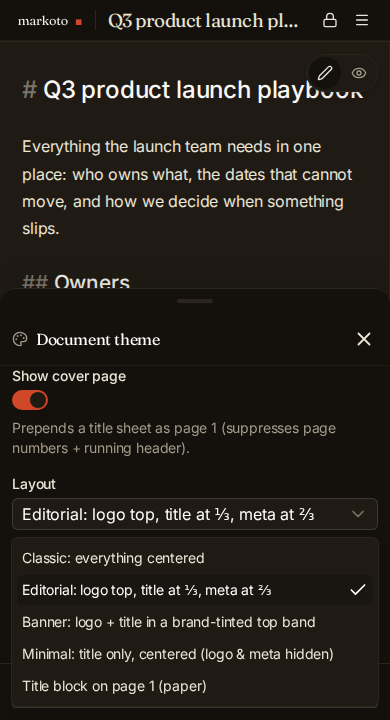 markoto
Q3 product launch pl...
# Q3 product launch playbook
Everything the launch team needs in one
place: who owns what, the dates that cannot
move, and how we decide when something
slips.
## Owners
Document theme
Show cover page
Prepends a title sheet as page 1 (suppresses page
numbers + running header).
Layout
Editorial: logo top, title at ⅓, meta at ⅔
Classic: everything centered
Editorial: logo top, title at ⅓, meta at ⅔
Banner: logo + title in a brand-tinted top band
Minimal: title only, centered (logo & meta hidden)
Title block on page 1 (paper)